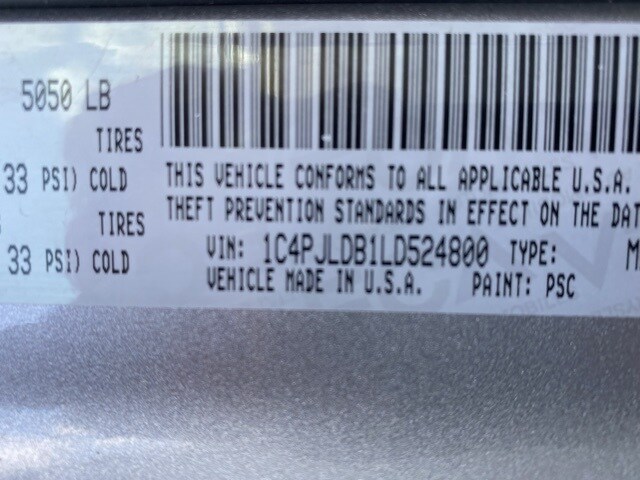 5050 LB
TIRES
33 PSI) COLD
TIRES
33 PSI) COLD
THIS VEHICLE CONFORMS TO ALL APPLICABLE U.S.A.
THEFT PREVENTION STANDARDS IN EFFECT ON THE DAT
VIN: 1C4PJLDB1LD524800 TYPE: M
VEHICLE MADE IN U.S.A. PAINT: PSC